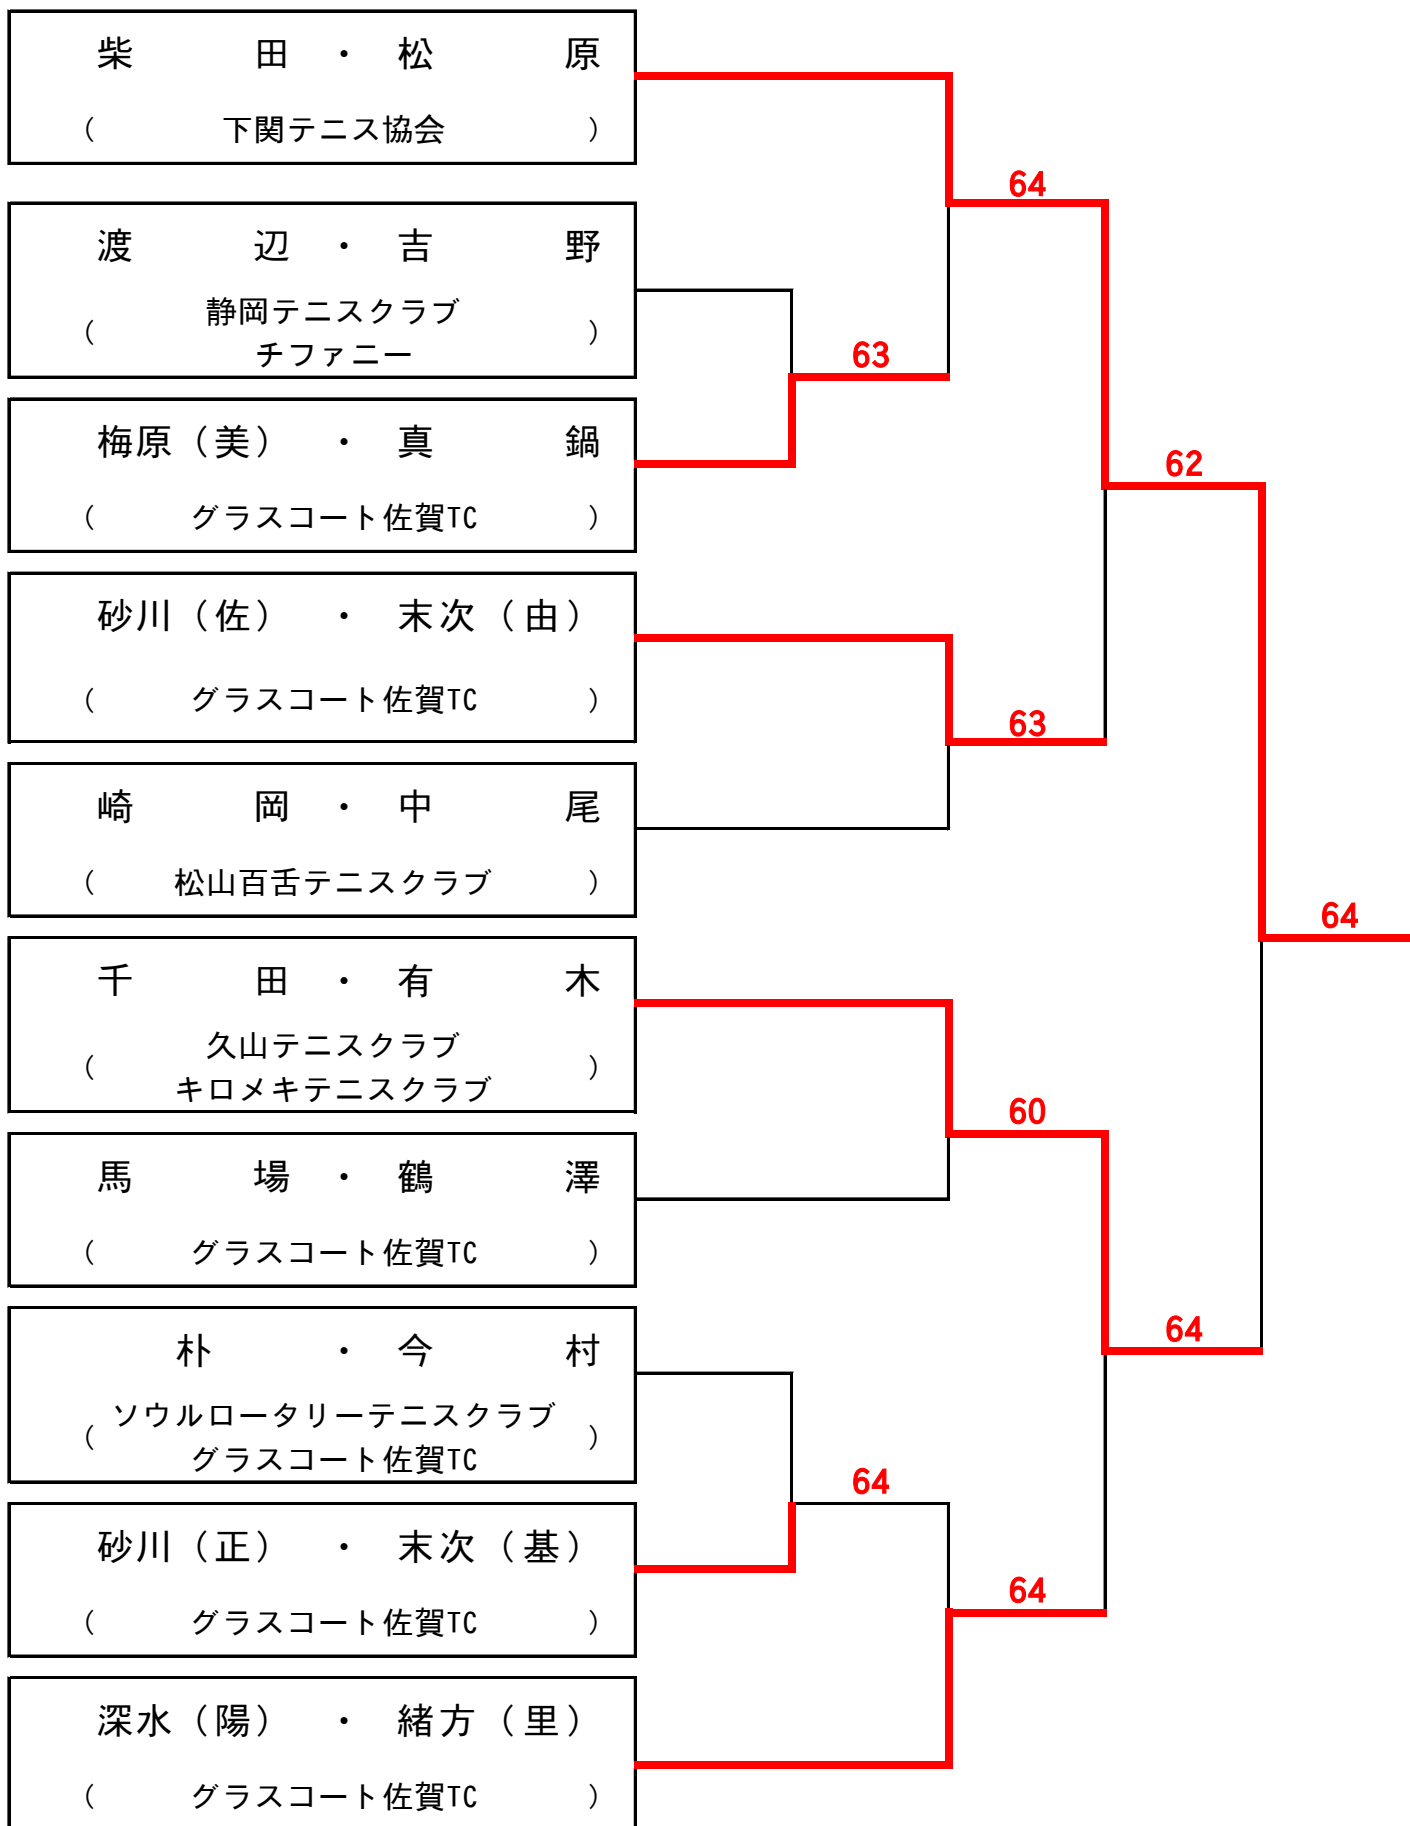 柴田・松原
（下関テニス協会）
64
渡辺・吉野
静岡テニスクラブ
（　）
チファニー
63
梅原（美）・真鍋
62
（グラスコート佐賀TC）
砂川（佐）・末次（由）
（グラスコート佐賀TC）
63
崎岡・中尾
（松山百舌テニスクラブ）
64
千田・有木
久山テニスクラブ
（　）
キロメキテニスクラブ
60
馬場・鶴澤
（グラスコート佐賀TC）
64
朴・今村
ソウルロータリーテニスクラブ
（　）
グラスコート佐賀TC
64
砂川（正）・末次（基）
64
（グラスコート佐賀TC）
深水（陽）・緒方（里）
（グラスコート佐賀TC）